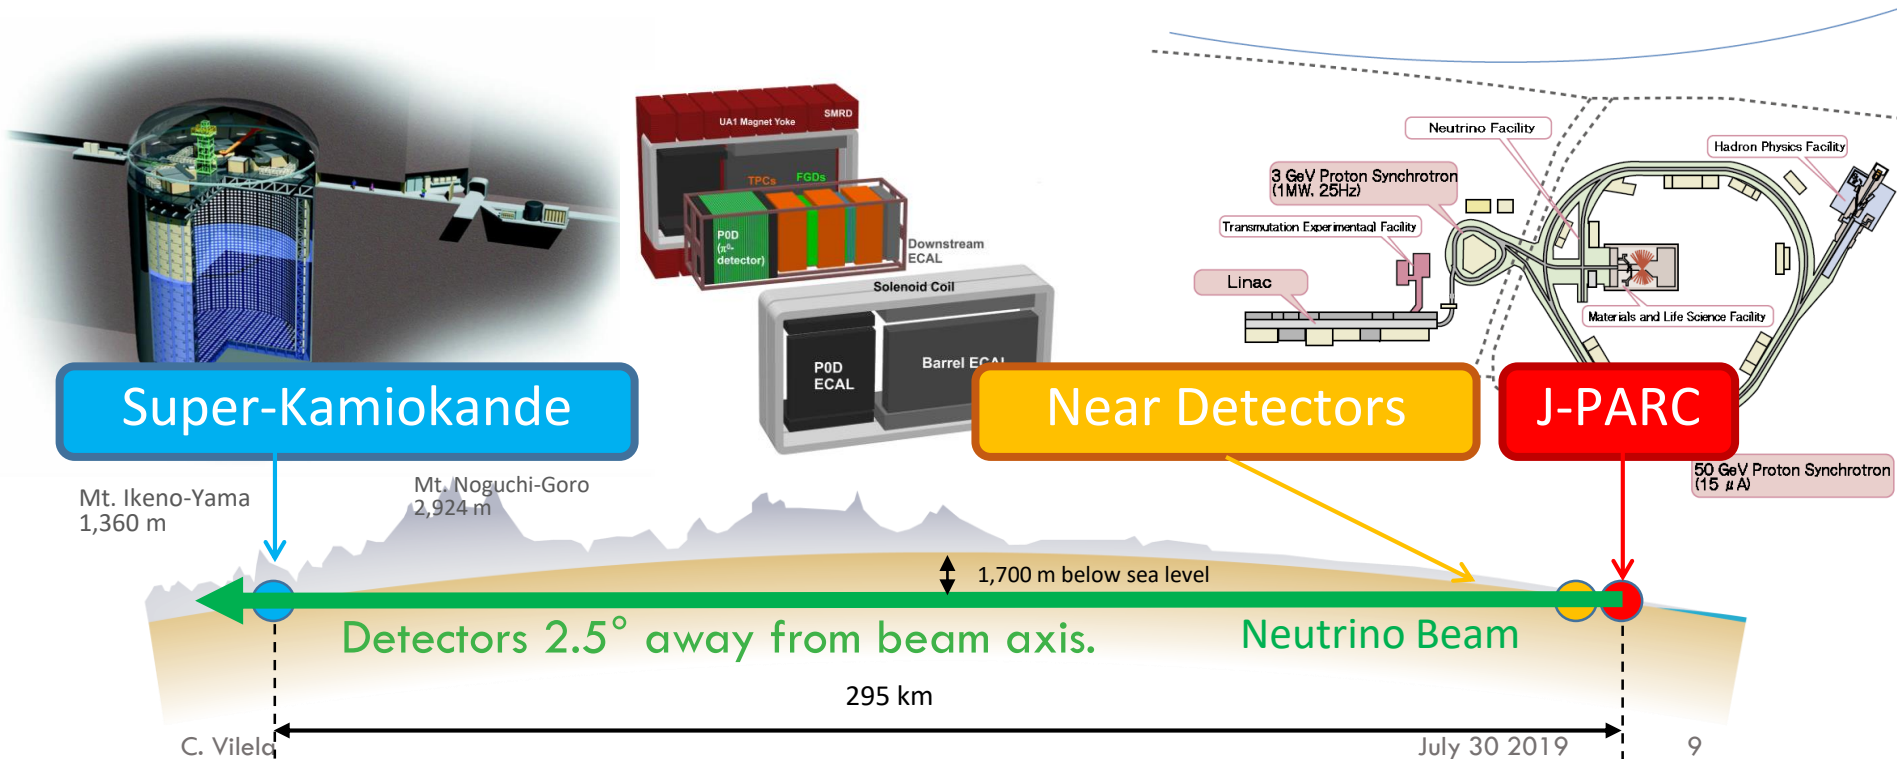 UA1 Magnet Yoke
SMRD
TPCs
FGDs
P0D
(π⁰-
detector)
Downstream
ECAL
Solenoid Coil
P0D
ECAL
Barrel ECAL
Neutrino Facility
Hadron Physics Facility
3 GeV Proton Synchrotron
(1MW, 25Hz)
Transmutation Experimentaql Facility
Linac
Materials and Life Science Facility
50 GeV Proton Synchrotron
(15 μA)
Super-Kamiokande
Near Detectors
J-PARC
Mt. Ikeno-Yama
1,360 m
Mt. Noguchi-Goro
2,924 m
1,700 m below sea level
Detectors 2.5° away from beam axis.
Neutrino Beam
295 km
C. Vilela
July 30 2019
9